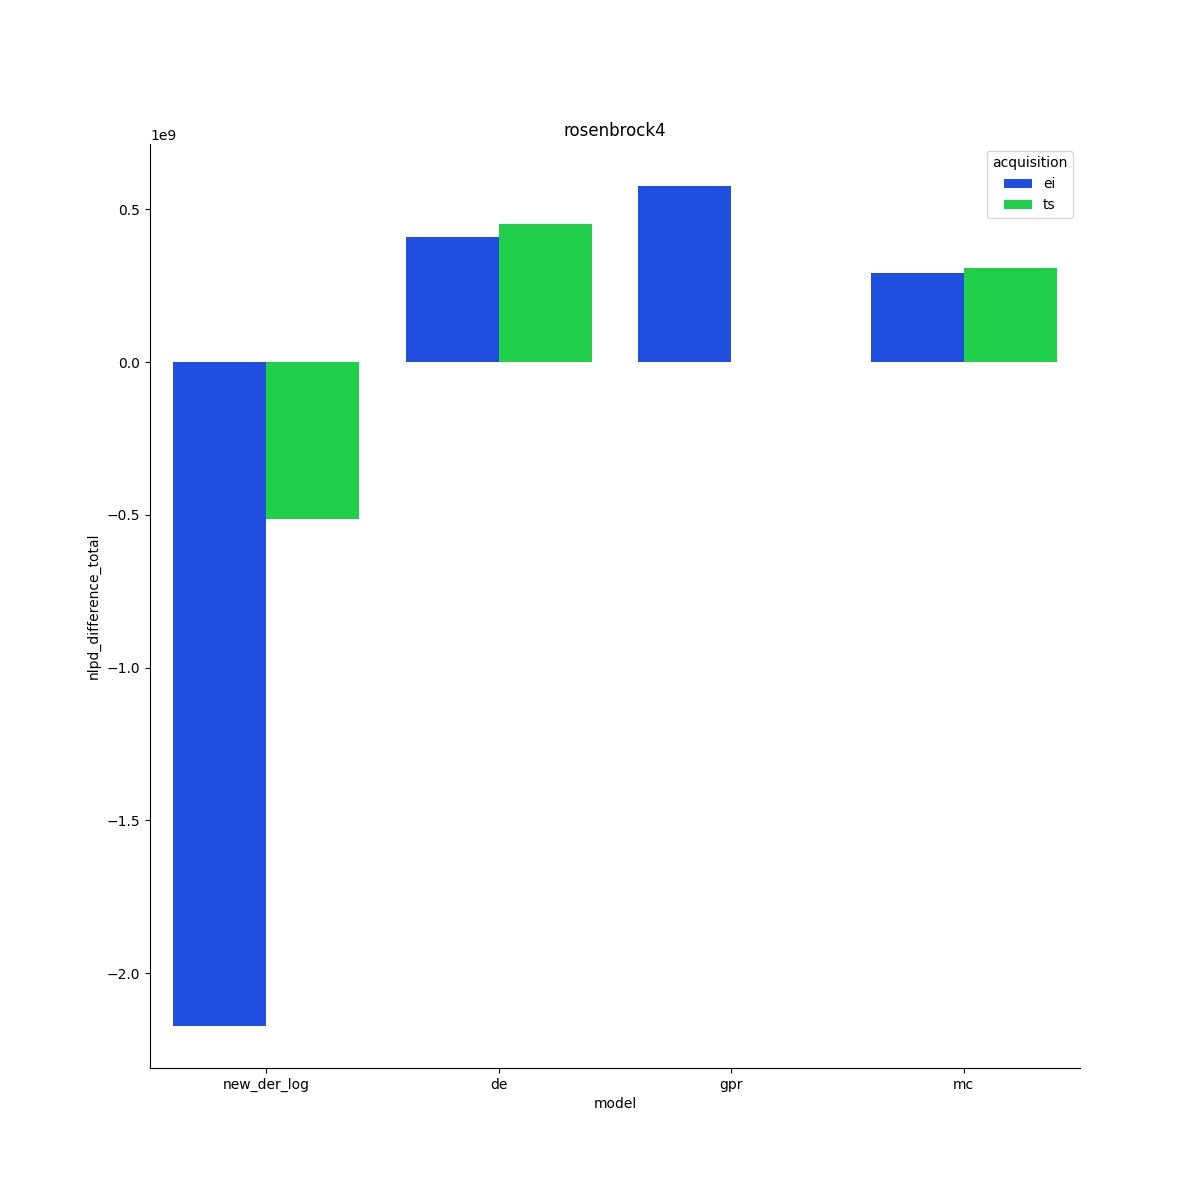 rosenbrock4
1e9
acquisition
ei
ts
0.5
0.0
−0.5
−1.0
−1.5
−2.0
nlpd_difference_total
new_der_log de gpr mc
model